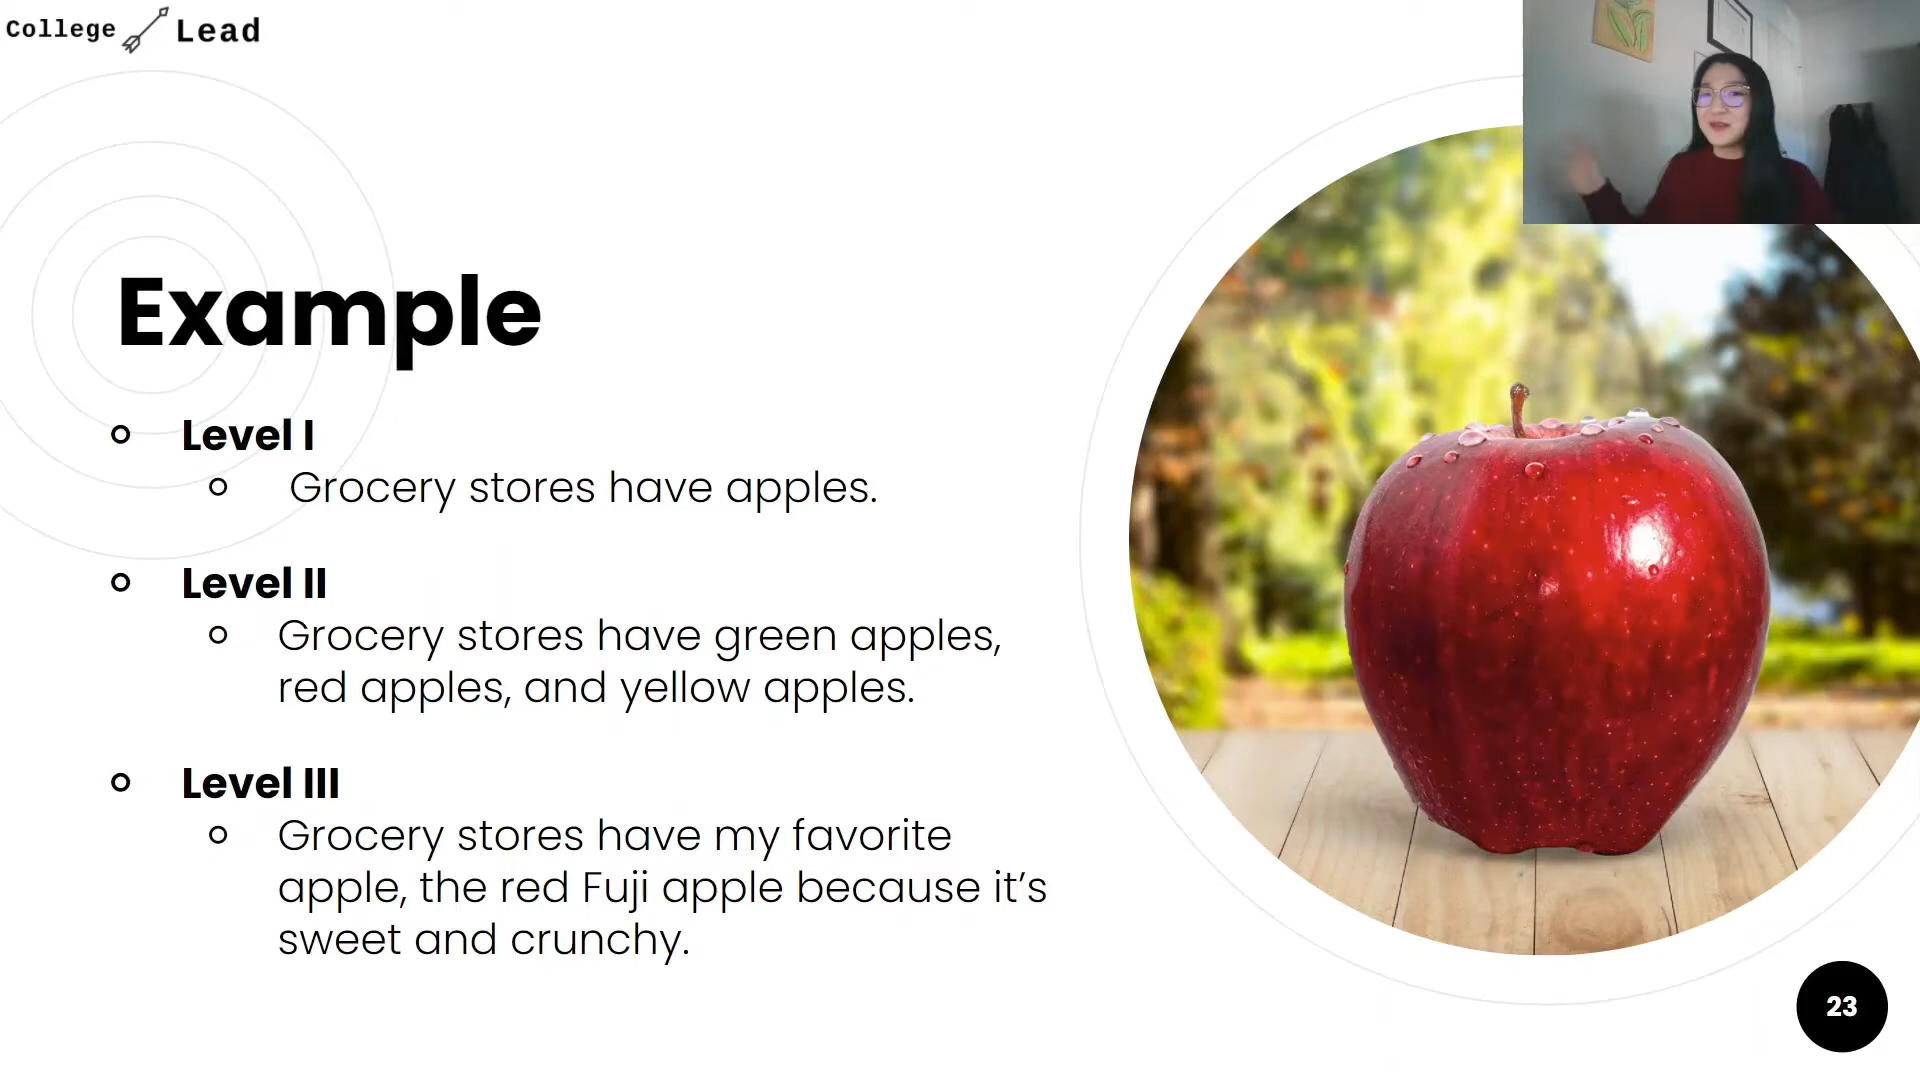 College Lead
Example
Level I
Grocery stores have apples.
Level II
Grocery stores have green apples,
red apples, and yellow apples.
Level III
Grocery stores have my favorite
apple, the red Fuji apple because it’s
sweet and crunchy.
23